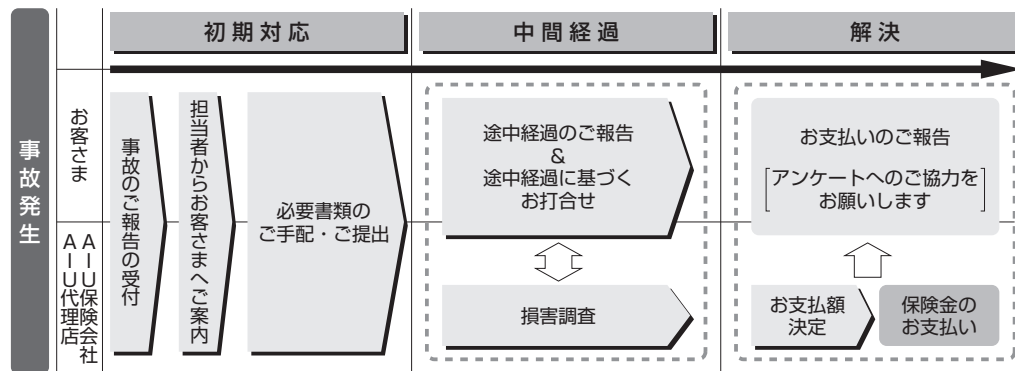 事故発生
初期対応
中間経過
解決
お客さま
AIU保険会社
AIU代理店
事故のご報告の受付
担当者からお客さまへご案内
必要書類の
ご手配・ご提出
途中経過のご報告
&
途中経過に基づく
お打合せ
損害調査
お支払いのご報告
[アンケートへのご協力を
お願いします]
お支払額
決定
保険金の
お支払い